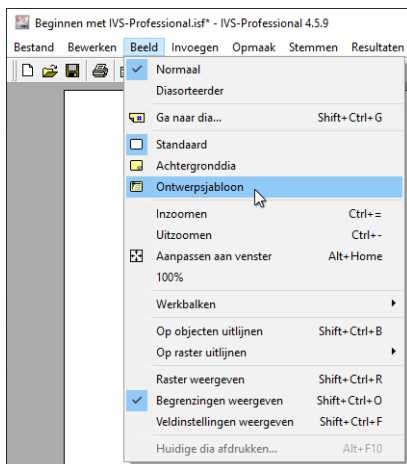 Beginnen met IVS-Professional.isf* - IVS-Professional 4.5.9
Bestand Bewerken Beeld Invoegen Opmaak Stemmen Resultaten
Normaal
Diasorteerder
Ga naar dia... Shift+Ctrl+G
Standaard
Achtergronddia
Ontwerpsjabloon
Inzoomen Ctrl+=
Uitzoomen Ctrl+-
Aanpassen aan venster Alt+Home
100%
Werkbalken
Op objecten uitlijnen Shift+Ctrl+B
Op raster uitlijnen
Raster weergeven Shift+Ctrl+R
Begrenzingen weergeven Shift+Ctrl+O
Veldinstellingen weergeven Shift+Ctrl+F
Huidige dia afdrukken... Alt+F10